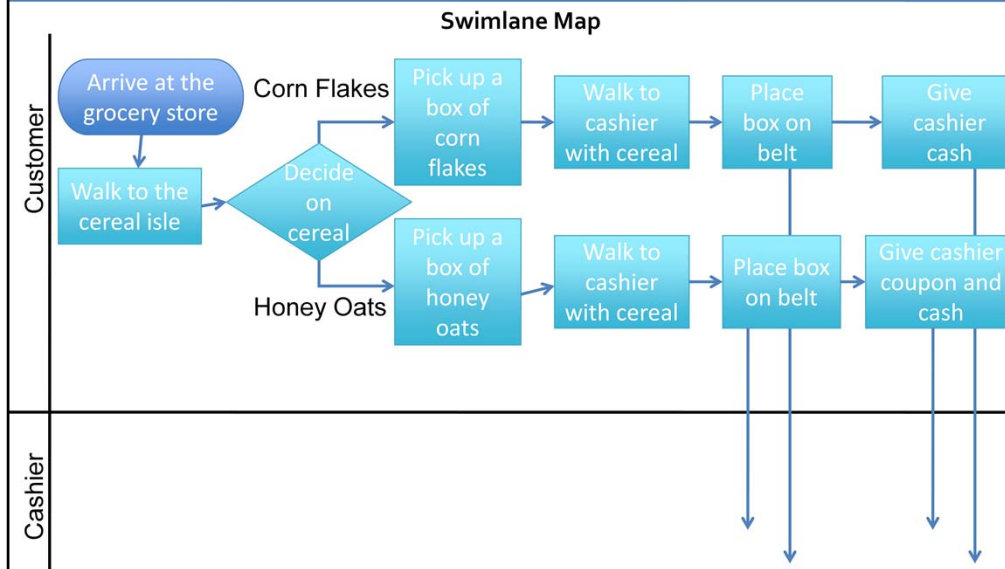 Swimlane Map
Customer
Arrive at the
grocery store
Walk to the
cereal isle
Decide
on
cereal
Corn Flakes
Pick up a
box of
corn
flakes
Walk to
cashier
with cereal
Place
box on
belt
Give
cashier
cash
Honey Oats
Pick up a
box of
honey
oats
Walk to
cashier
with cereal
Place box
on belt
Give cashier
coupon and
cash
Cashier